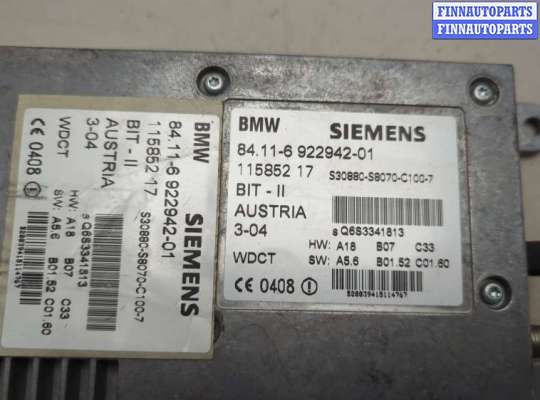 FINNAUTOPARTS
FINNAUTOPARTS
BMW SIEMENS
84.11-6 922942-01
115852 17 S30880-S8070-C100-7
BIT - II
AUSTRIA s Q6S3341813
3-04 HW: A18 B07 C33
WDCT SW: A5.6 B01.52 C01.60
CE 0408
S20803941S114767
BMW SIEMENS
84.11-6 922942-01
115852 17 S30880-S8070-C100-7
BIT - II
AUSTRIA s Q6S3341813
3-04 HW: A18 B07 C33
WDCT SW: A5.6 B01.52 C01.60
CE 0408